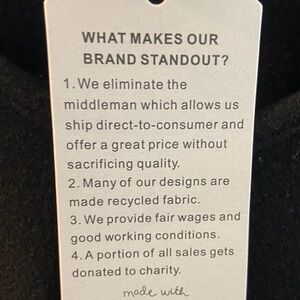 WHAT MAKES OUR
BRAND STANDOUT?
1. We eliminate the
middleman which allows us
ship direct-to-consumer and
offer a great price without
sacrificing quality.
2. Many of our designs are
made recycled fabric.
3. We provide fair wages and
good working conditions.
4. A portion of all sales gets
donated to charity.
made with